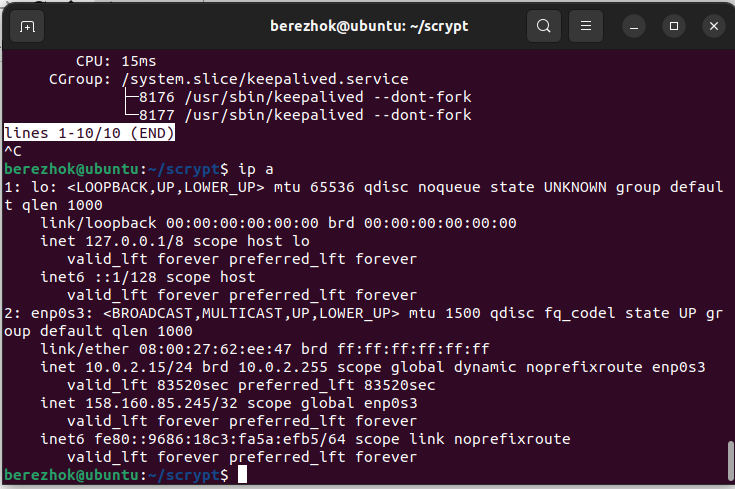 berezhok@ubuntu: ~/scrypt
CPU: 15ms
CGroup: /system.slice/keepalived.service
├─8176 /usr/sbin/keepalived --dont-fork
└─8177 /usr/sbin/keepalived --dont-fork
lines 1-10/10 (END)
^C
berezhok@ubuntu:~/scrypt$ ip a
1: lo: <LOOPBACK,UP,LOWER_UP> mtu 65536 qdisc noqueue state UNKNOWN group defaul
t qlen 1000
link/loopback 00:00:00:00:00:00 brd 00:00:00:00:00:00
inet 127.0.0.1/8 scope host lo
valid_lft forever preferred_lft forever
inet6 ::1/128 scope host
valid_lft forever preferred_lft forever
2: enp0s3: <BROADCAST,MULTICAST,UP,LOWER_UP> mtu 1500 qdisc fq_codel state UP gr
oup default qlen 1000
link/ether 08:00:27:62:ee:47 brd ff:ff:ff:ff:ff:ff
inet 10.0.2.15/24 brd 10.0.2.255 scope global dynamic noprefixroute enp0s3
valid_lft 83520sec preferred_lft 83520sec
inet 158.160.85.245/32 scope global enp0s3
valid_lft forever preferred_lft forever
inet6 fe80::9686:18c3:fa5a:efb5/64 scope link noprefixroute
valid_lft forever preferred_lft forever
berezhok@ubuntu:~/scrypt$